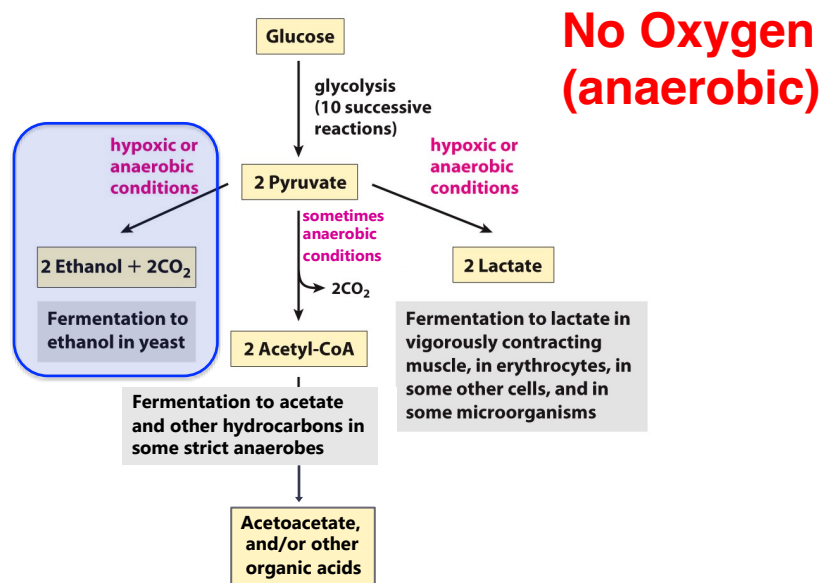 No Oxygen
(anaerobic)
Glucose
glycolysis
(10 successive
reactions)
hypoxic or
anaerobic
conditions
2 Pyruvate
hypoxic or
anaerobic
conditions
sometimes
anaerobic
conditions
2 Ethanol + 2CO₂
2CO₂
2 Lactate
Fermentation to
ethanol in yeast
2 Acetyl-CoA
Fermentation to lactate in
vigorously contracting
muscle, in erythrocytes, in
some other cells, and in
some microorganisms
Fermentation to acetate
and other hydrocarbons in
some strict anaerobes
Acetoacetate,
and/or other
organic acids